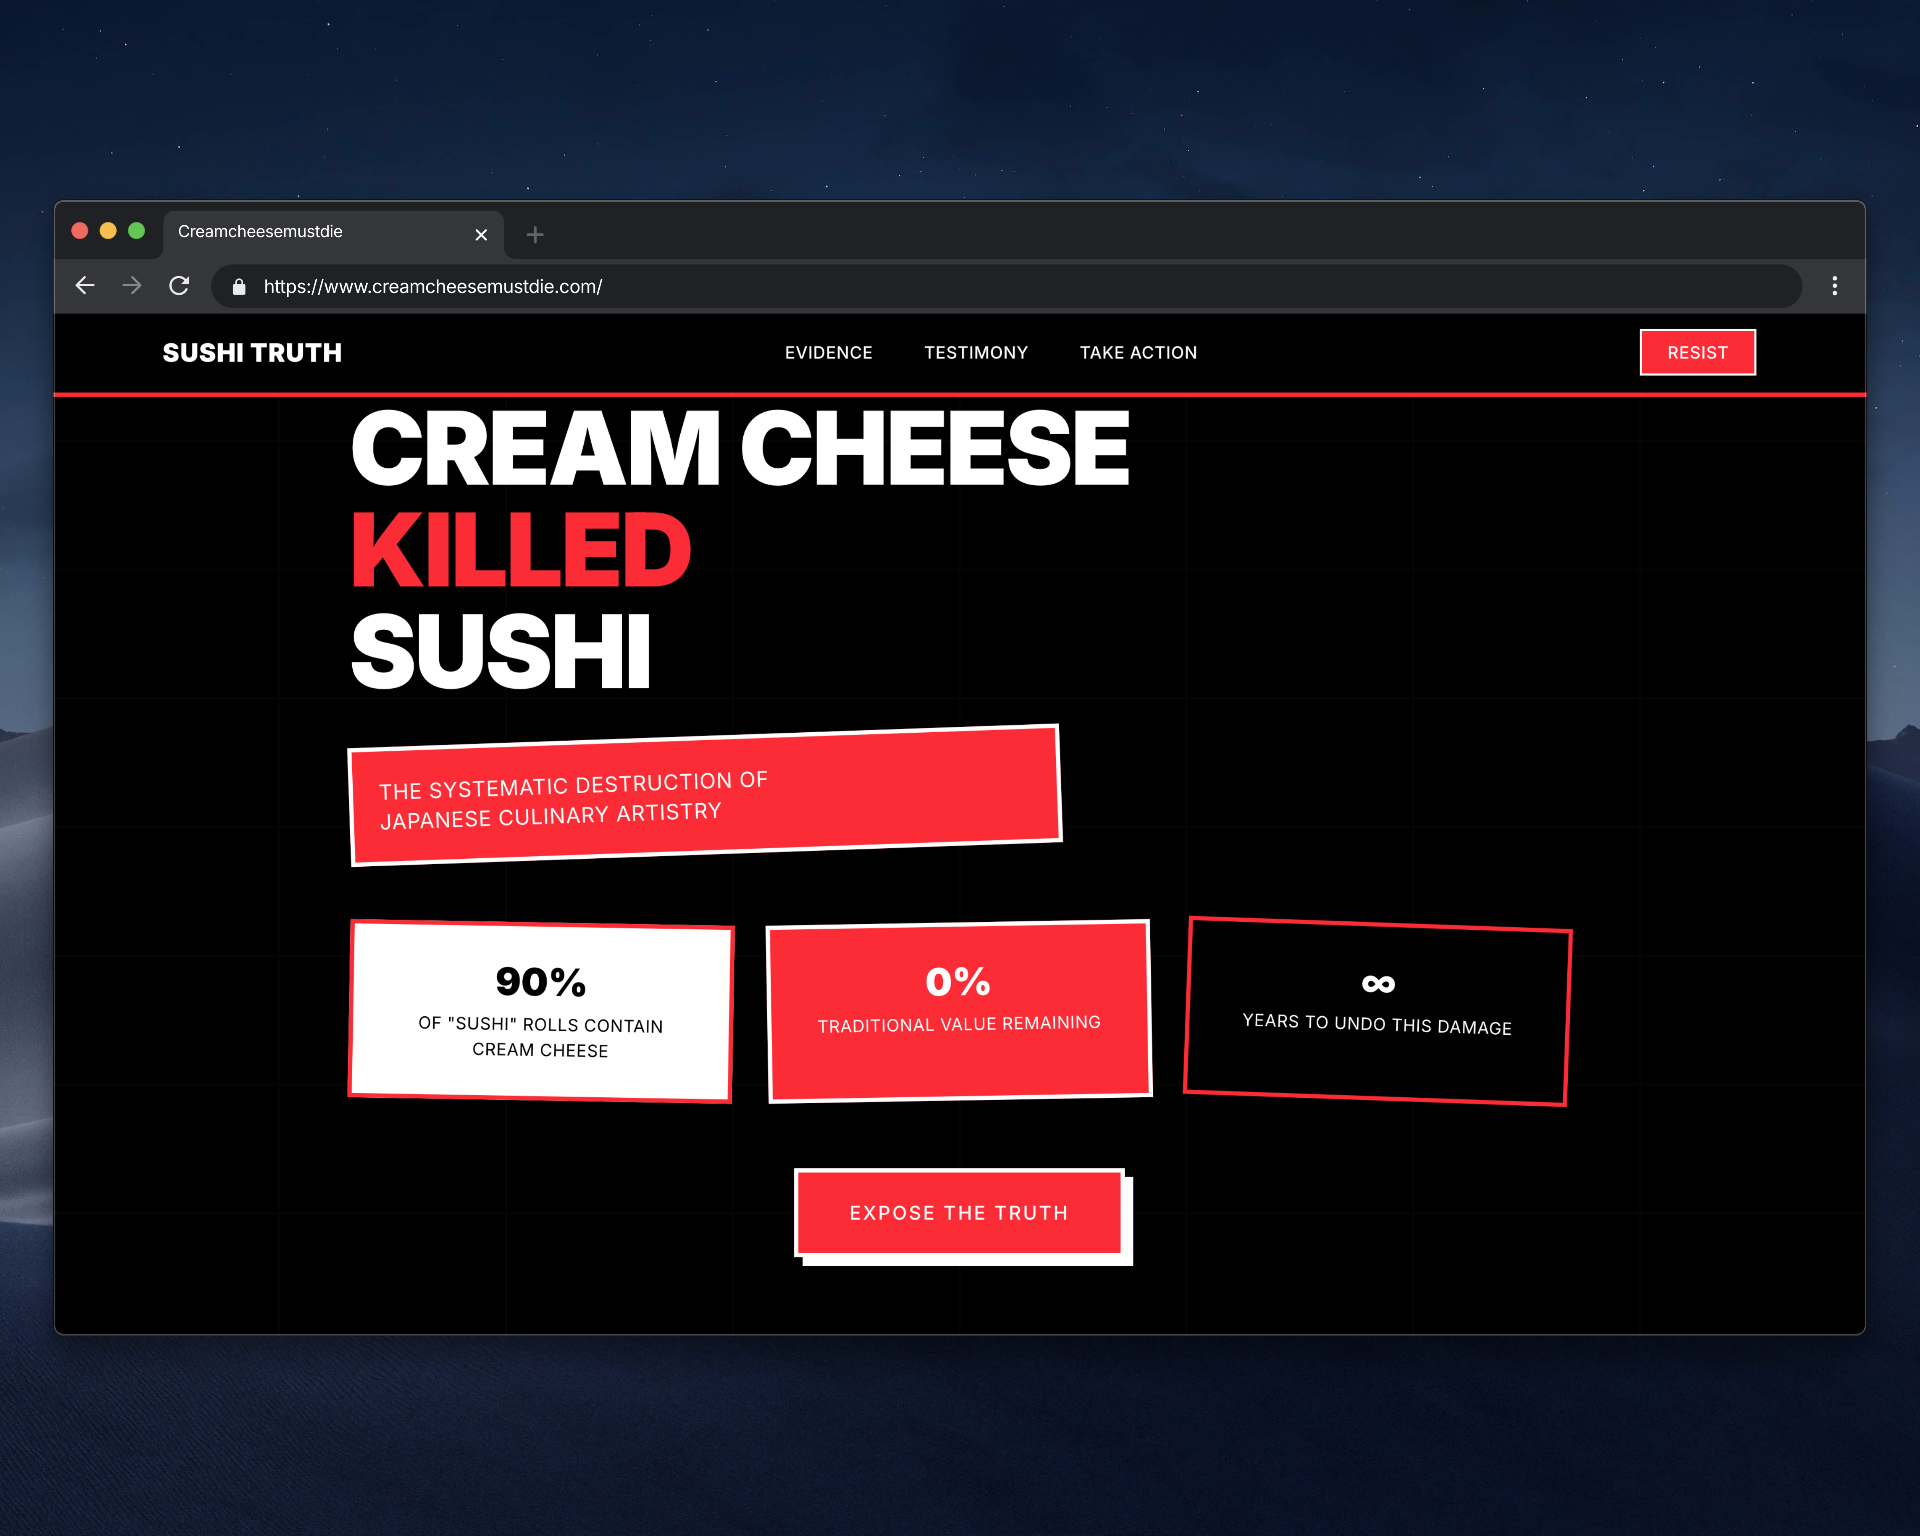 Creamcheesemustdie
https://www.creamcheesemustdie.com/
SUSHI TRUTH
EVIDENCE
TESTIMONY
TAKE ACTION
RESIST
CREAM CHEESE
KILLED
SUSHI
THE SYSTEMATIC DESTRUCTION OF
JAPANESE CULINARY ARTISTRY
90%
OF "SUSHI" ROLLS CONTAIN
CREAM CHEESE
0%
TRADITIONAL VALUE REMAINING
∞
YEARS TO UNDO THIS DAMAGE
EXPOSE THE TRUTH